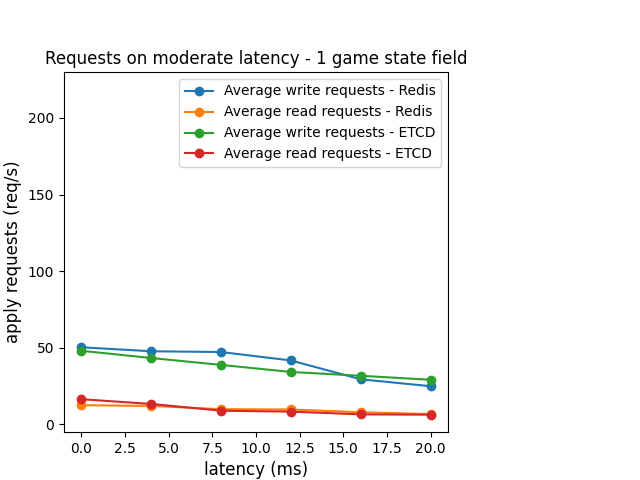 Requests on moderate latency - 1 game state field
Average write requests - Redis
Average read requests - Redis
Average write requests - ETCD
Average read requests - ETCD
apply requests (req/s)
200
150
100
50
0
0.0 2.5 5.0 7.5 10.0 12.5 15.0 17.5 20.0
latency (ms)